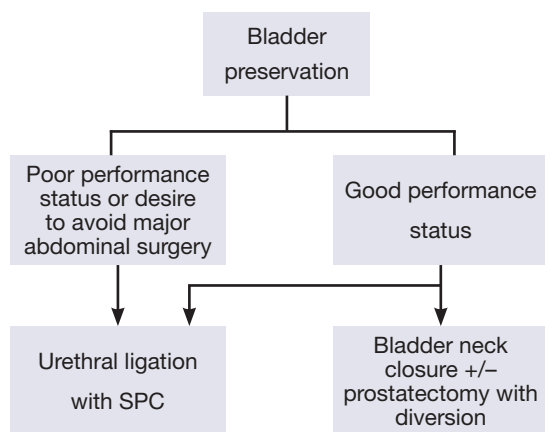 Bladder
preservation
Poor performance
status or desire
to avoid major
abdominal surgery
Good performance
status
Urethral ligation
with SPC
Bladder neck
closure +/–
prostatectomy with
diversion